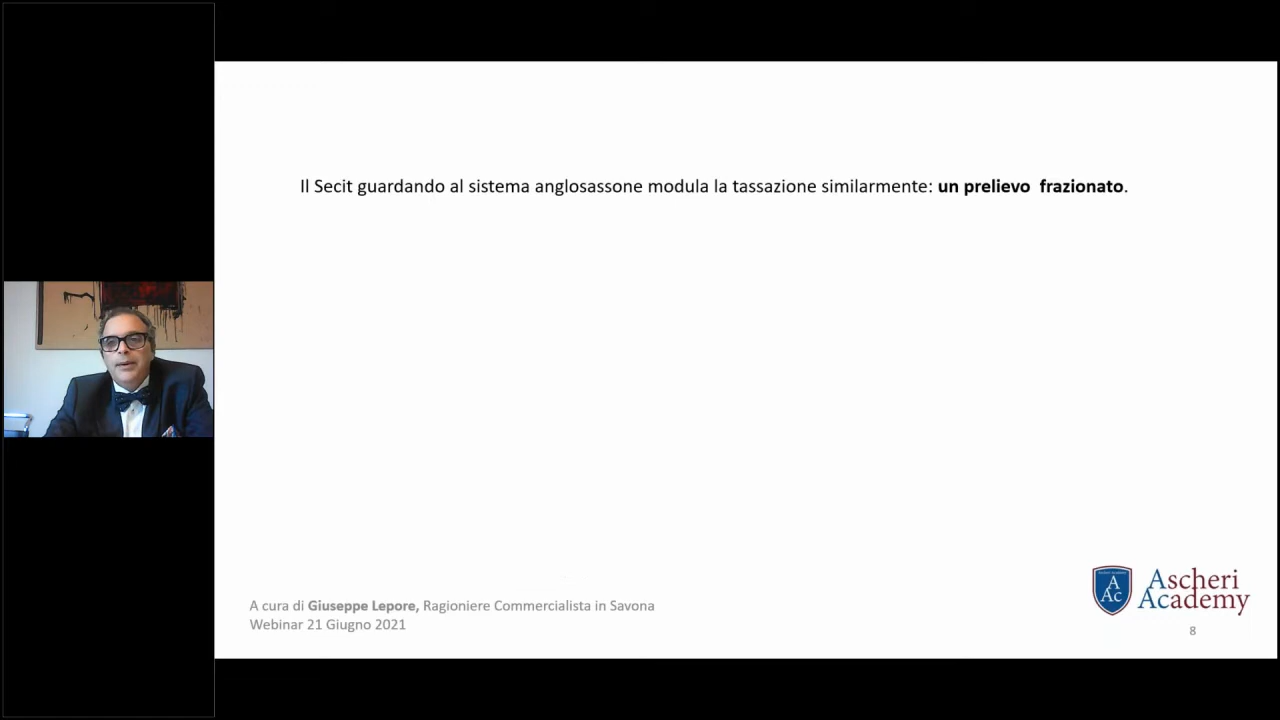 Il Secit guardando al sistema anglosassone modula la tassazione similarmente: un prelievo  frazionato.
A cura di Giuseppe Lepore, Ragioniere Commercialista in Savona
Webinar 21 Giugno 2021
A
Ac
Ascheri
Academy
8